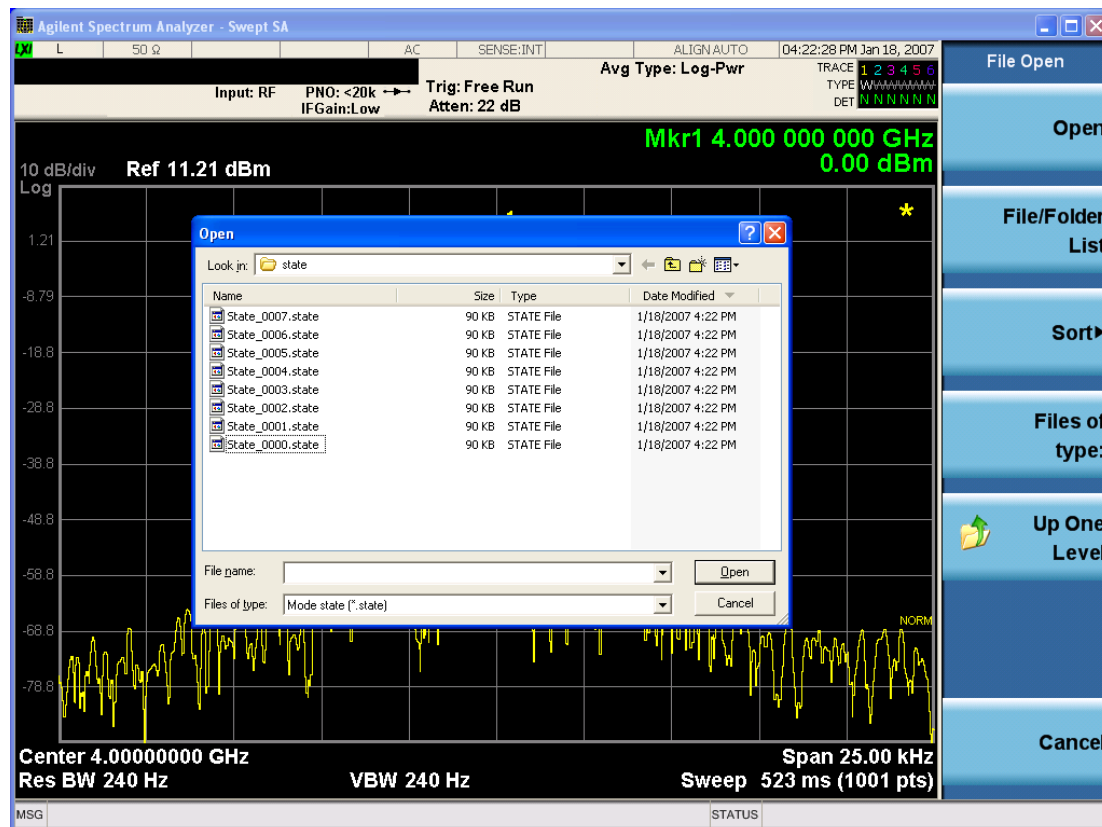 Agilent Spectrum Analyzer - Swept SA
LXI L 50 Ω AC SENSE:INT ALIGN AUTO 04:22:28 PM Jan 18, 2007
Input: RF PNO: <20k IFGain:Low
Trig: Free Run
Atten: 22 dB
Avg Type: Log-Pwr
TRACE 1 2 3 4 5 6
TYPE WWWWWW
DET N N N N N N
Mkr1 4.000 000 000 GHz
0.00 dBm
10 dB/div Ref 11.21 dBm
Log
1.21
-8.79
-18.8
-28.8
-38.8
-48.8
-58.8
-68.8
-78.8
*
1
NORM
Open
Look in: state
Name Size Type Date Modified
State_0007.state 90 KB STATE File 1/18/2007 4:22 PM
State_0006.state 90 KB STATE File 1/18/2007 4:22 PM
State_0005.state 90 KB STATE File 1/18/2007 4:22 PM
State_0004.state 90 KB STATE File 1/18/2007 4:22 PM
State_0003.state 90 KB STATE File 1/18/2007 4:22 PM
State_0002.state 90 KB STATE File 1/18/2007 4:22 PM
State_0001.state 90 KB STATE File 1/18/2007 4:22 PM
State_0000.state 90 KB STATE File 1/18/2007 4:22 PM
File name: Open
Files of type: Mode state (*.state) Cancel
Center 4.00000000 GHz Span 25.00 kHz
Res BW 240 Hz VBW 240 Hz Sweep 523 ms (1001 pts)
MSG STATUS
File Open
Open
File/Folder
List
Sort▶
Files of
type:
Up One
Level
Cancel